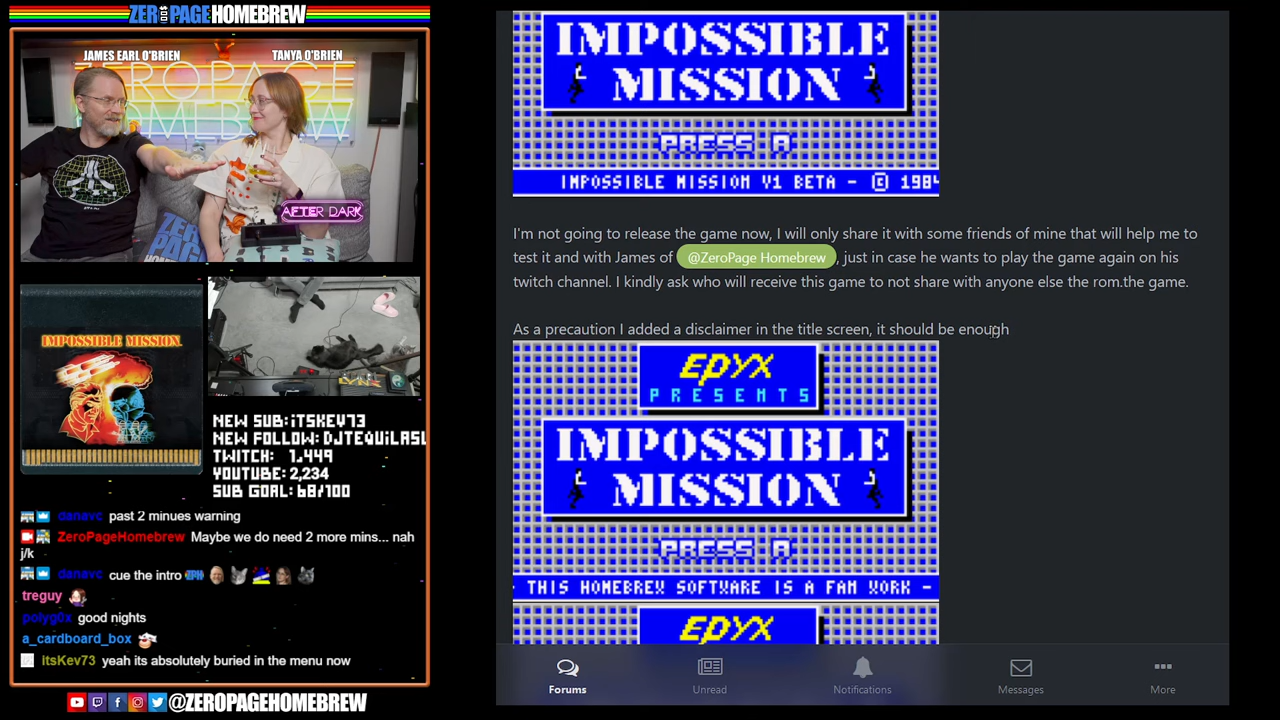 ZEROPAGE HOMEBREW
JAMES EARL O'BRIEN
TANYA O'BRIEN
ZEROPAGE
HOMEBREW
AFTER DARK
IMPOSSIBLE MISSION
NEW SUB: iTSKEV73
NEW FOLLOW: DJTEQUILASU
TWITCH: 1,449
YOUTUBE: 2,234
SUB GOAL: 68/100
danavc past 2 minues warning
ZeroPageHomebrew Maybe we do need 2 more mins... nah
j/k
danavc cue the intro
treguy
polyg0x good nights
a_cardboard_box
ItsKev73 yeah its absolutely buried in the menu now
@ZEROPAGEHOMEBREW
IMPOSSIBLE
MISSION
PRESS A
IMPOSSIBLE MISSION V1 BETA - © 1984
I'm not going to release the game now, I will only share it with some friends of mine that will help me to
test it and with James of @ZeroPage Homebrew , just in case he wants to play the game again on his
twitch channel. I kindly ask who will receive this game to not share with anyone else the rom.the game.
As a precaution I added a disclaimer in the title screen, it should be enough
EPYX
PRESENTS
IMPOSSIBLE
MISSION
PRESS A
THIS HOMEBREW SOFTWARE IS A FAN WORK -
EPYX
Forums
Unread
Notifications
Messages
More